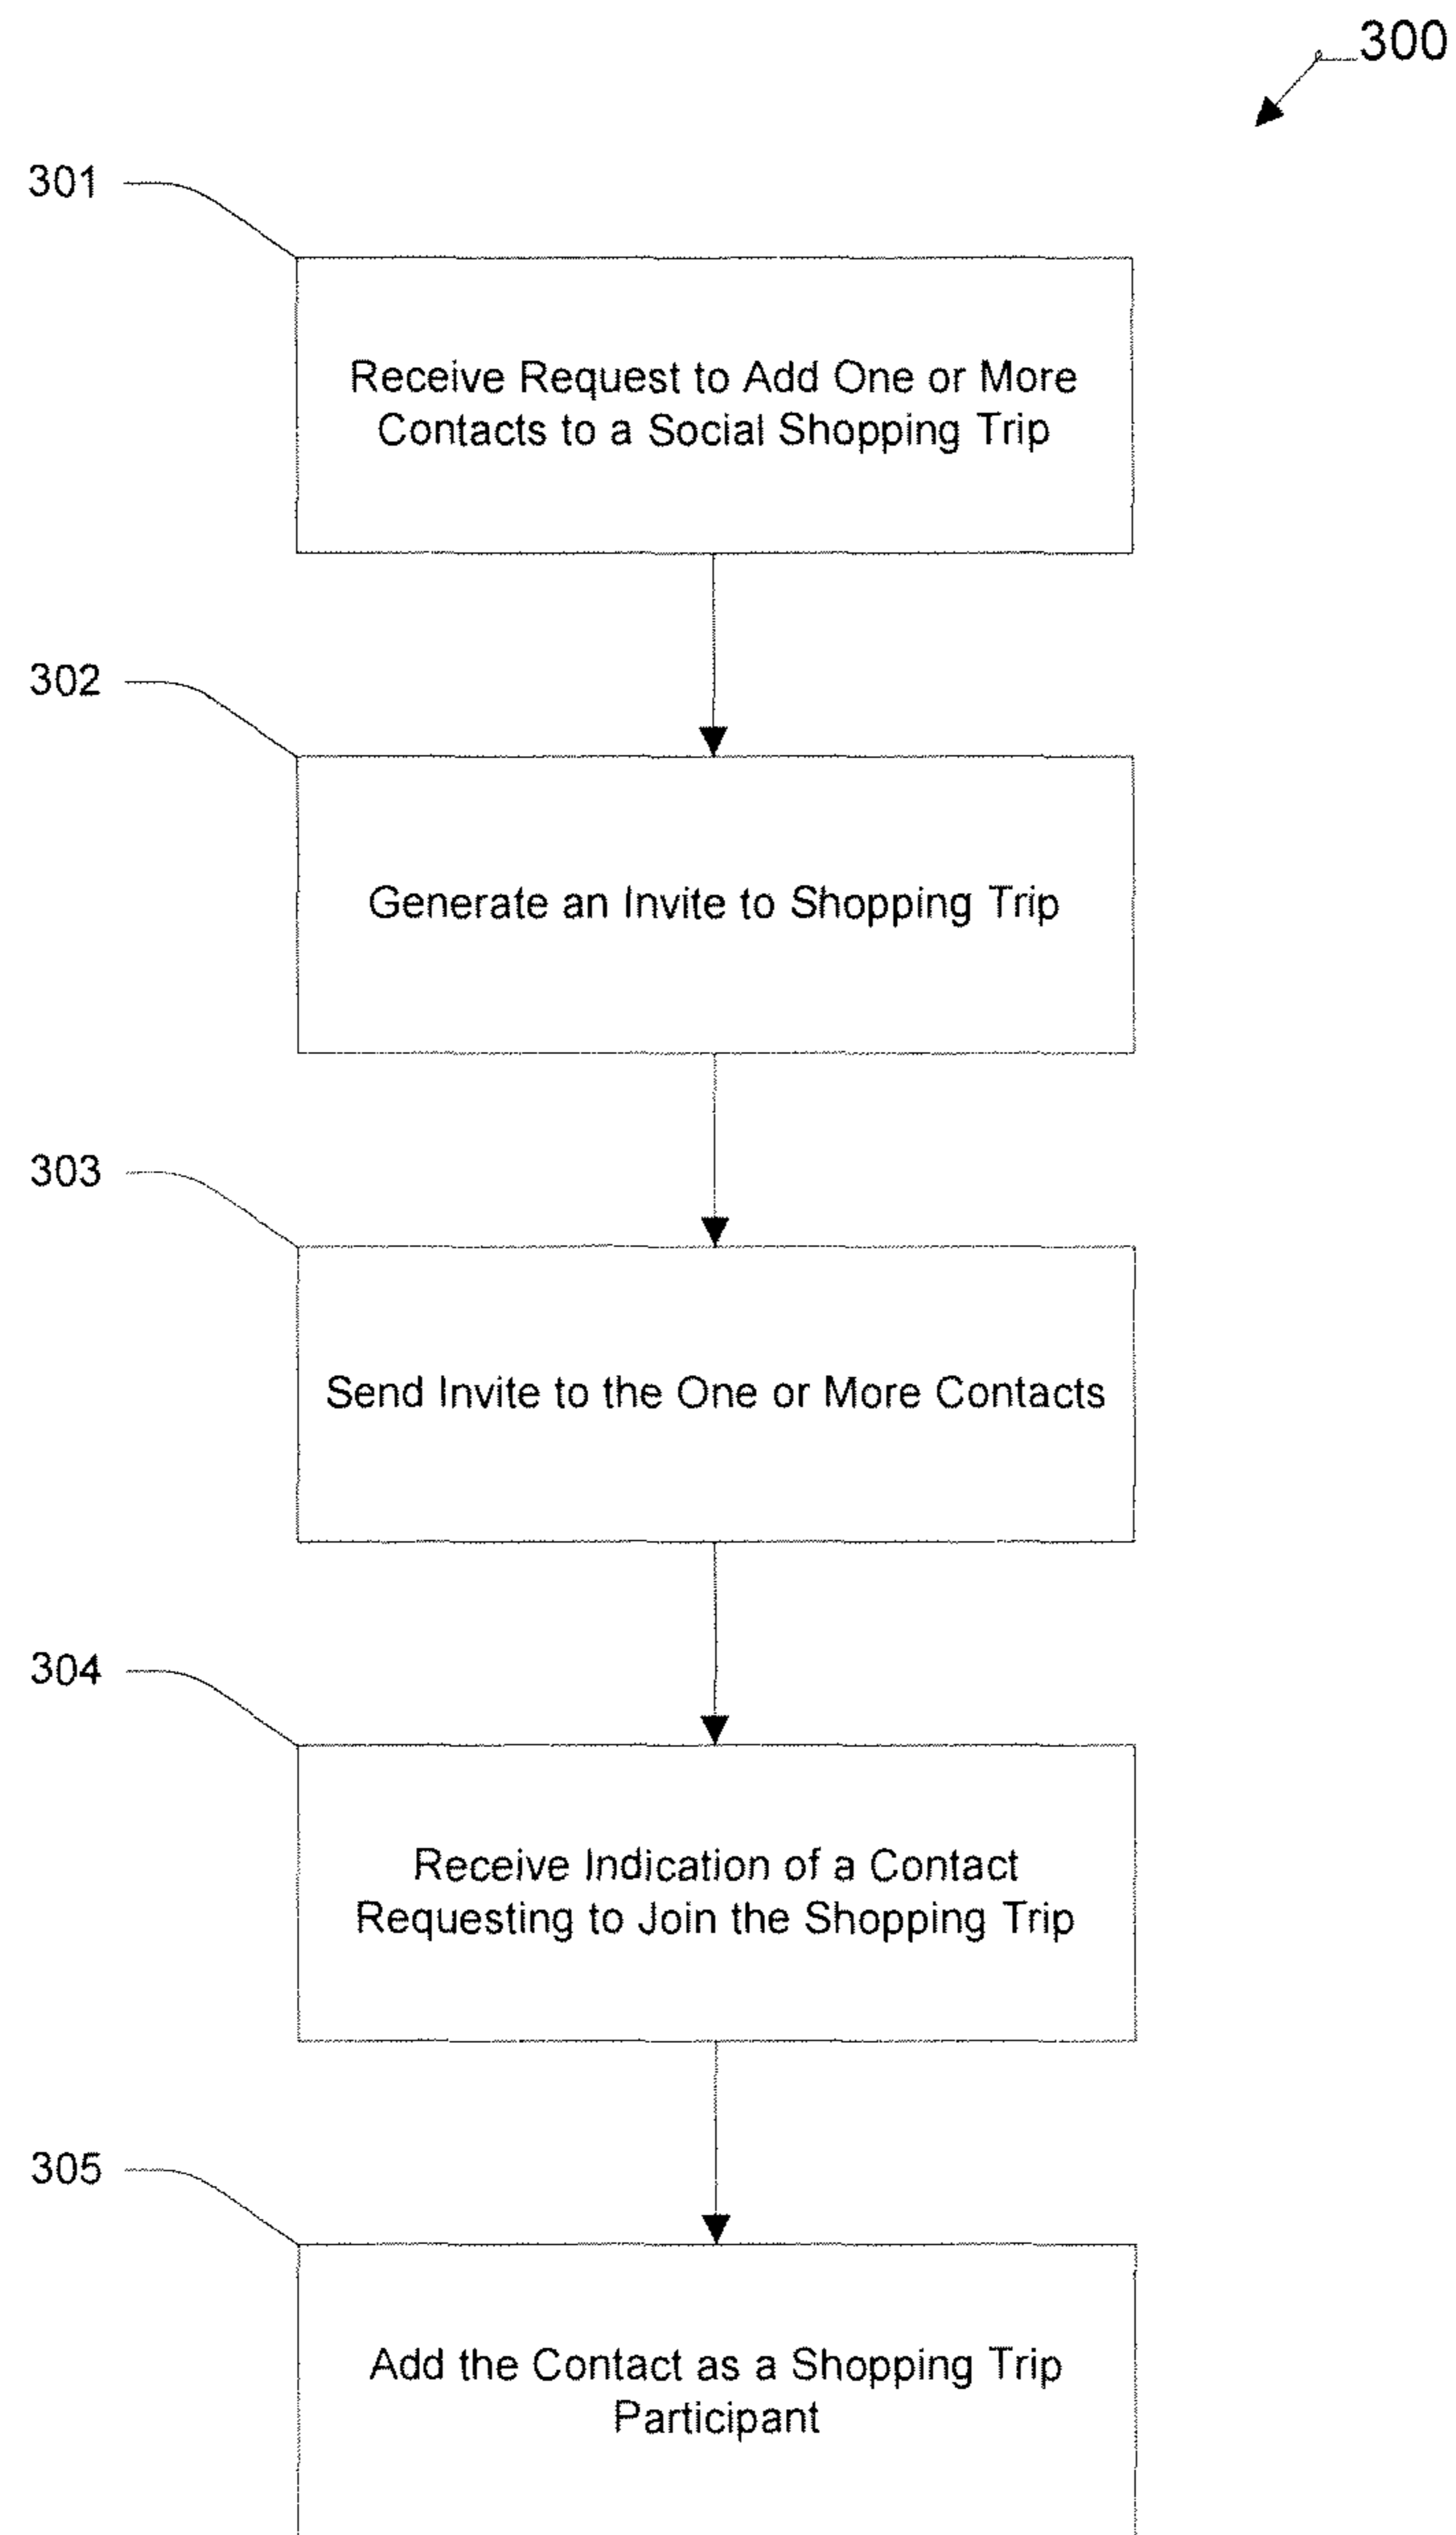 300
301
Receive Request to Add One or More
Contacts to a Social Shopping Trip
302
Generate an Invite to Shopping Trip
303
Send Invite to the One or More Contacts
304
Receive Indication of a Contact
Requesting to Join the Shopping Trip
305
Add the Contact as a Shopping Trip
Participant